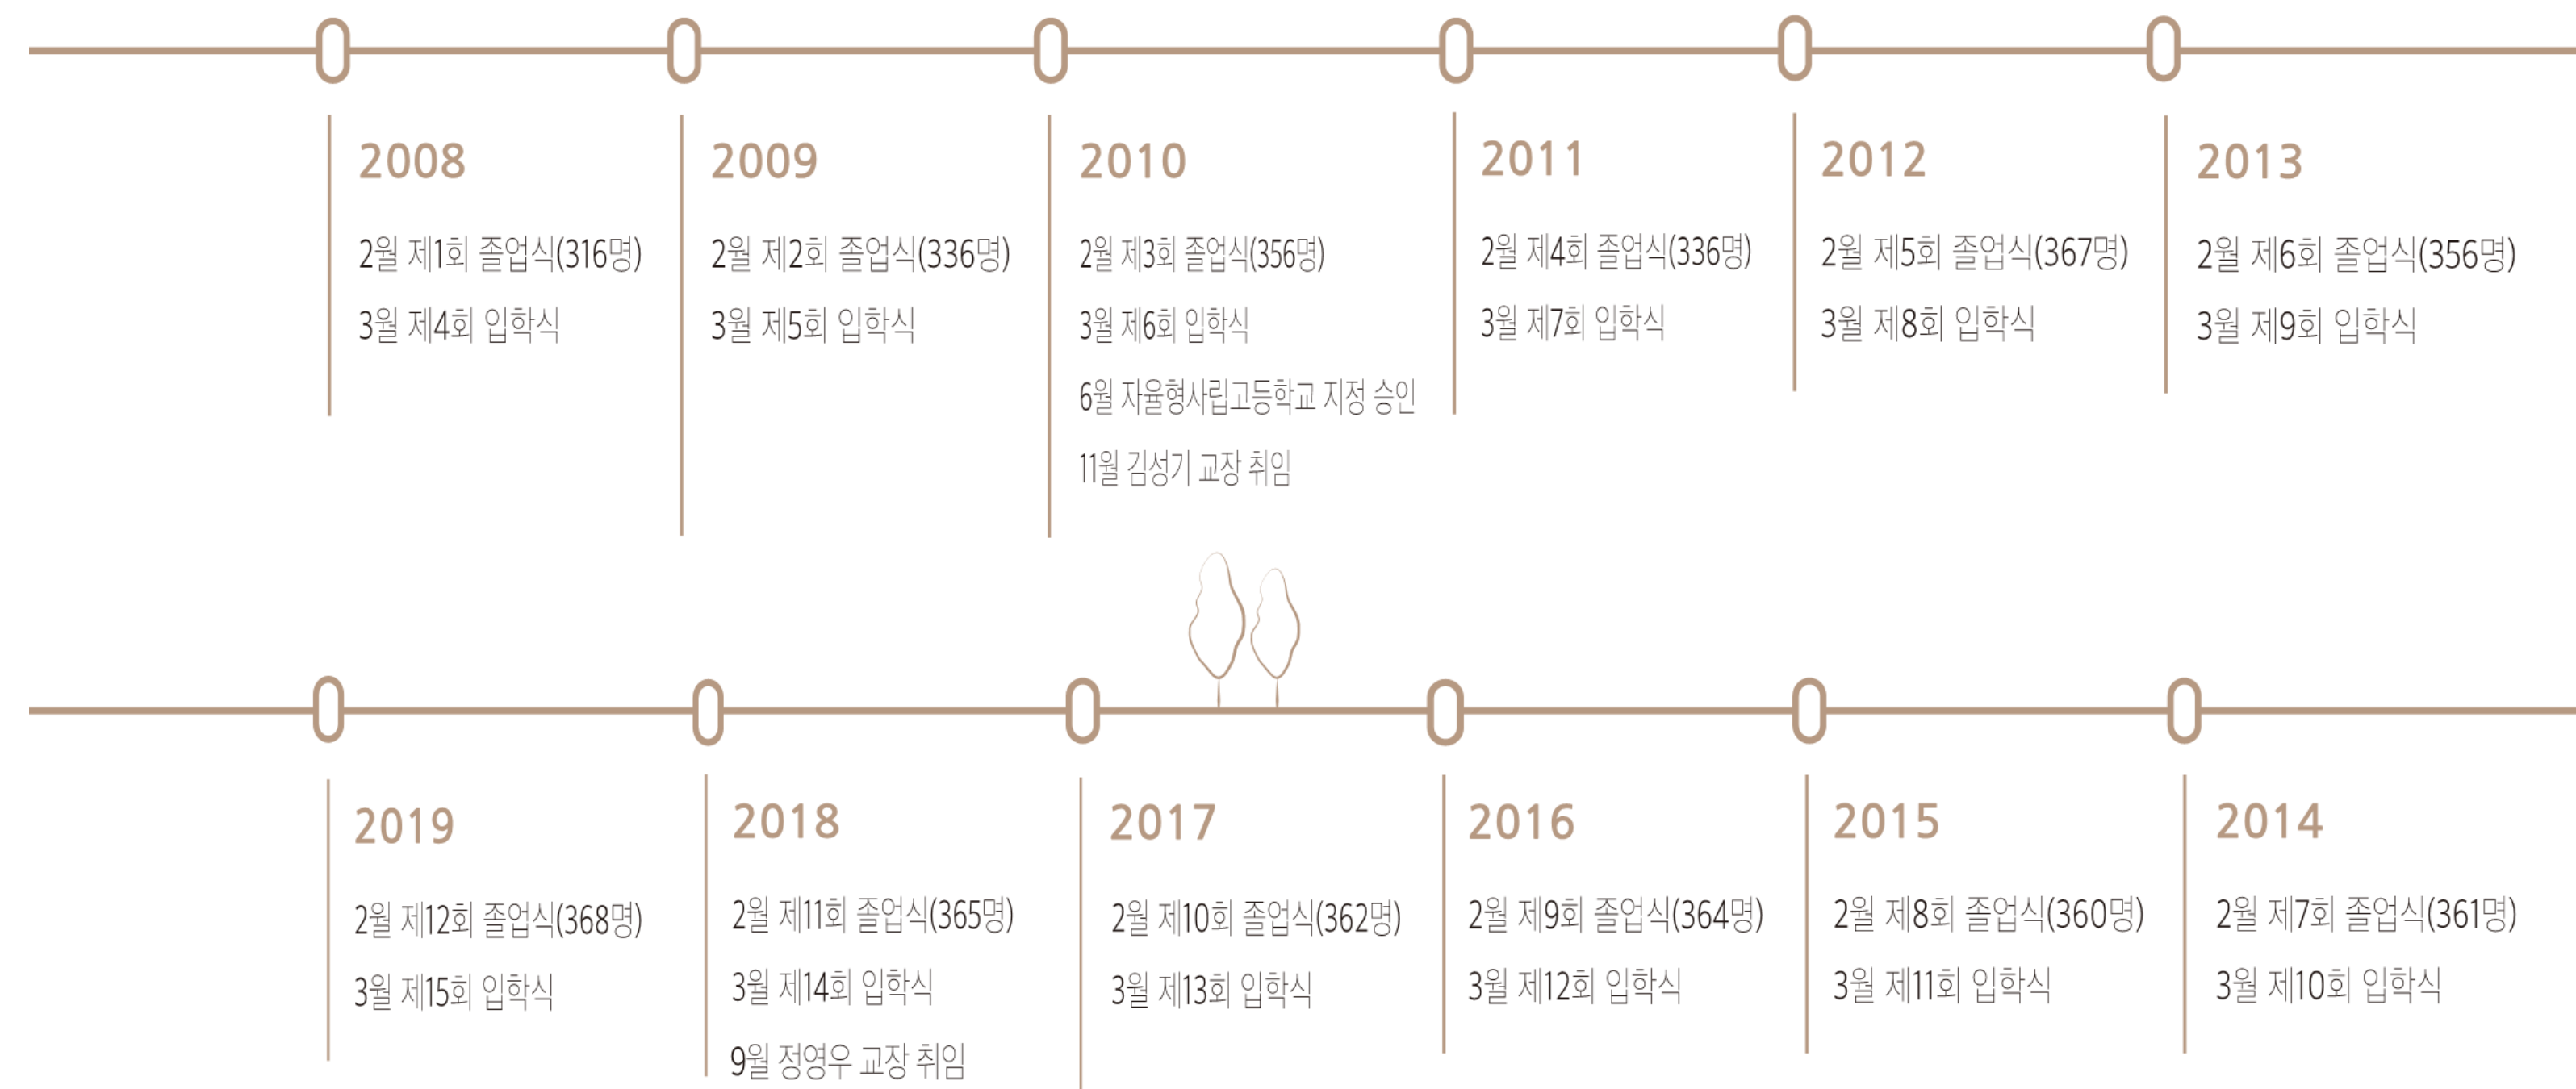 2008
2월 제1회 졸업식(316명)
3월 제4회 입학식
2009
2월 제2회 졸업식(336명)
3월 제5회 입학식
2010
2월 제3회 졸업식(356명)
3월 제6회 입학식
6월 자율형사립고등학교 지정 승인
11월 김성기 교장 취임
2011
2월 제4회 졸업식(336명)
3월 제7회 입학식
2012
2월 제5회 졸업식(367명)
3월 제8회 입학식
2013
2월 제6회 졸업식(356명)
3월 제9회 입학식
2019
2월 제12회 졸업식(368명)
3월 제15회 입학식
2018
2월 제11회 졸업식(365명)
3월 제14회 입학식
9월 정영우 교장 취임
2017
2월 제10회 졸업식(362명)
3월 제13회 입학식
2016
2월 제9회 졸업식(364명)
3월 제12회 입학식
2015
2월 제8회 졸업식(360명)
3월 제11회 입학식
2014
2월 제7회 졸업식(361명)
3월 제10회 입학식